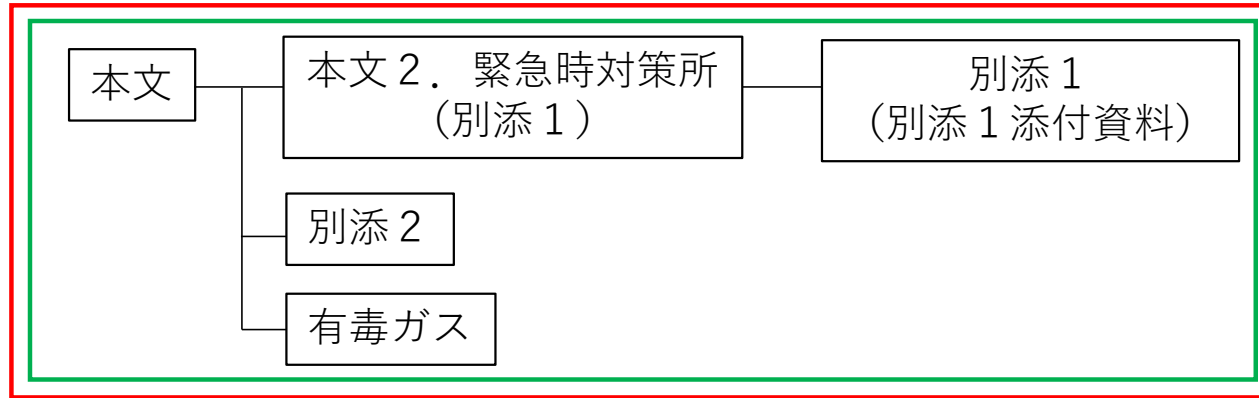 本文
本文２．緊急時対策所
（別添１）
別添１
（別添１添付資料）
別添２
有毒ガス